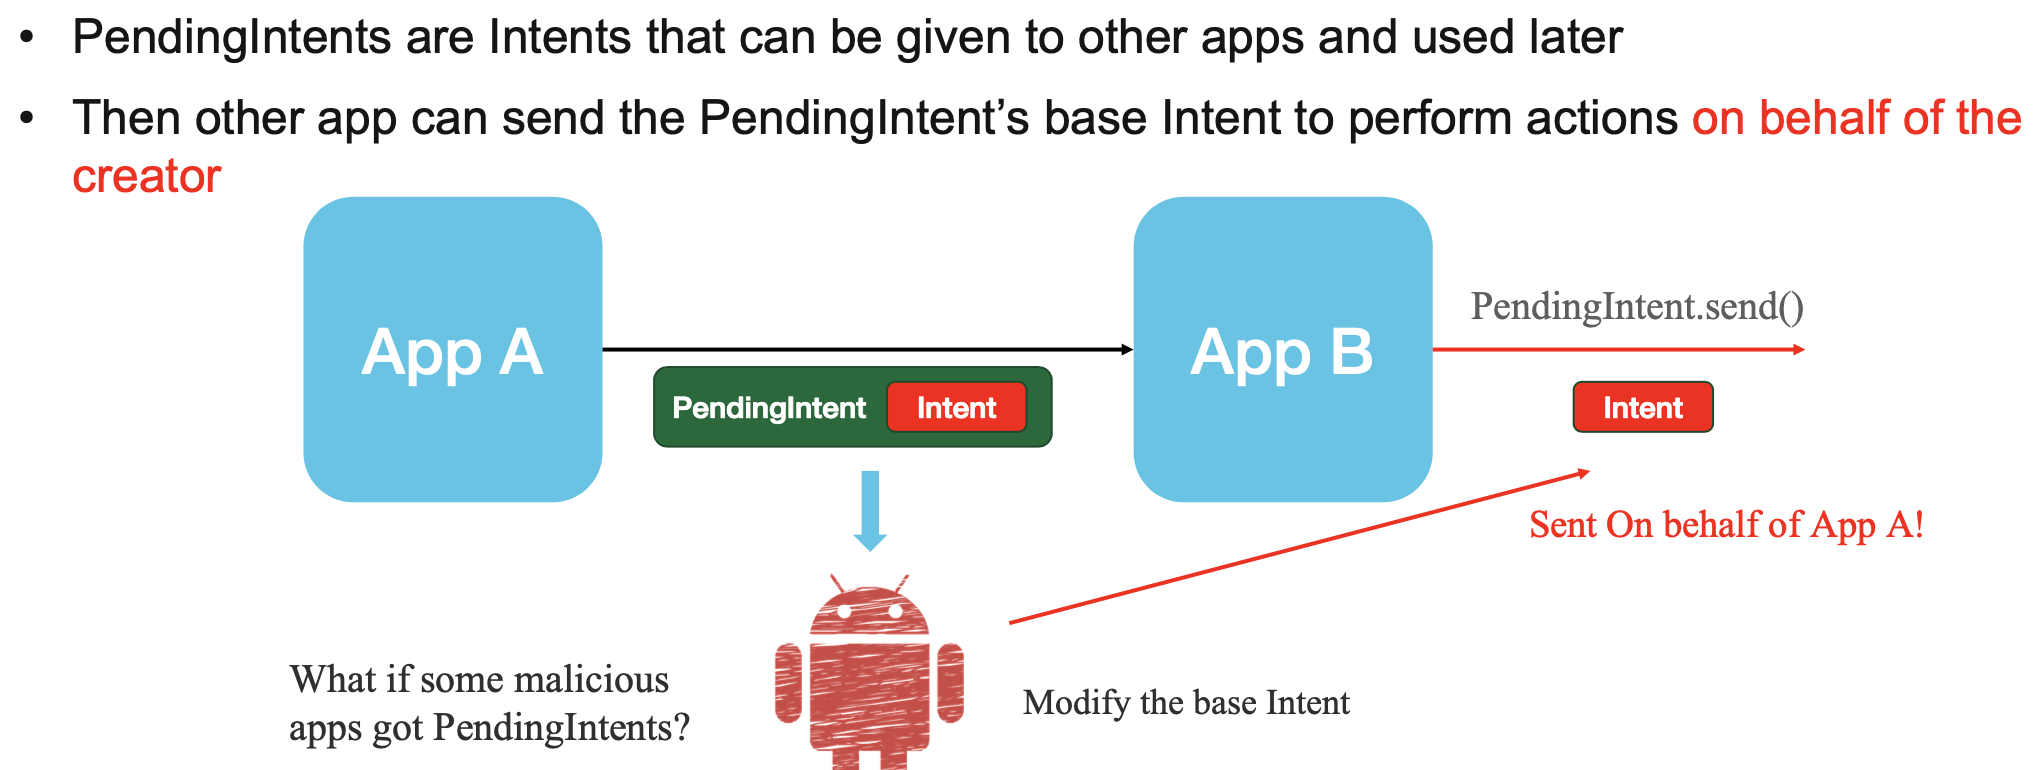 • PendingIntents are Intents that can be given to other apps and used later
• Then other app can send the PendingIntent’s base Intent to perform actions on behalf of the
creator
App A
App B
PendingIntent.send()
PendingIntent
Intent
Intent
Sent On behalf of App A!
What if some malicious
apps got PendingIntents?
Modify the base Intent